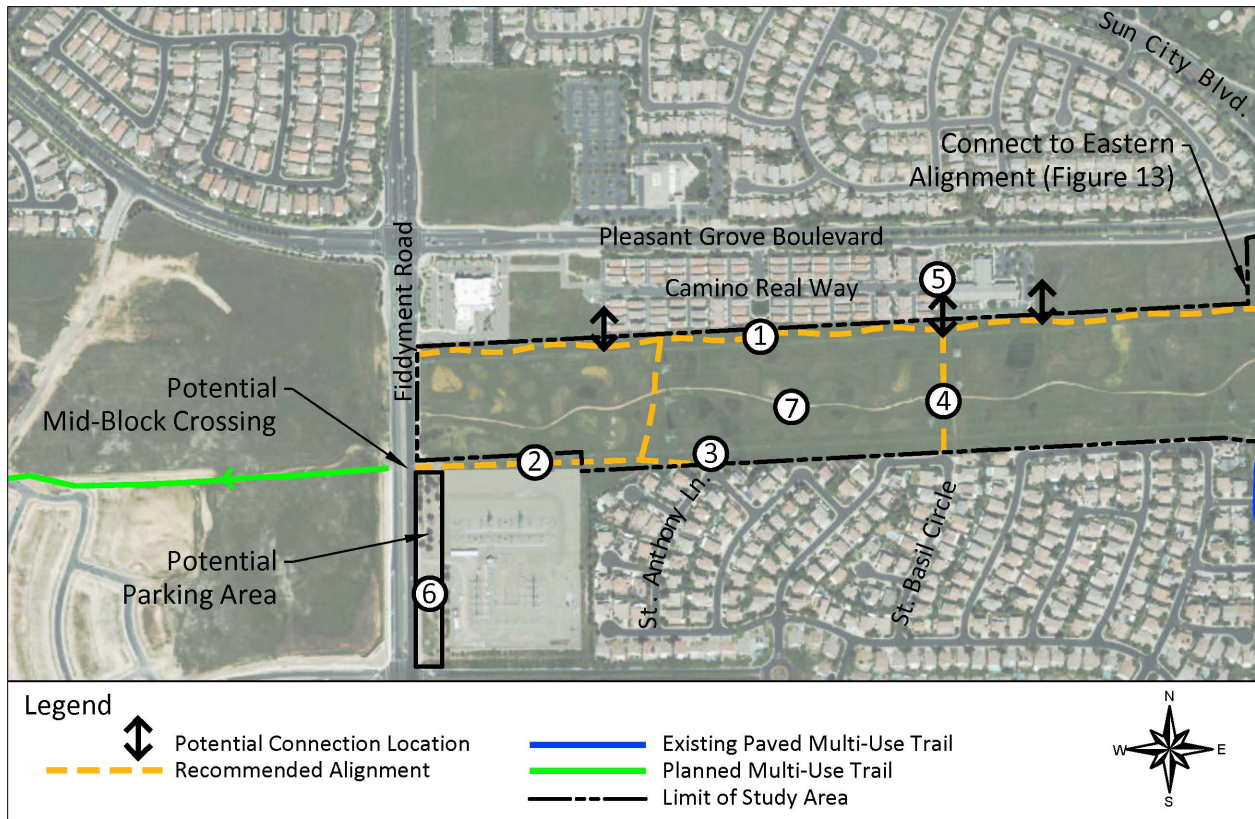 Sun City Blvd.
Connect to Eastern
Alignment (Figure 13)
Fiddyment Road
Pleasant Grove Boulevard
5
Camino Real Way
1
Potential
Mid-Block Crossing
7
4
2
3
St. Anthony Ln.
St. Basil Circle
Potential
Parking Area
6
Legend
Potential Connection Location
Recommended Alignment
Existing Paved Multi-Use Trail
Planned Multi-Use Trail
Limit of Study Area
N
W
E
S